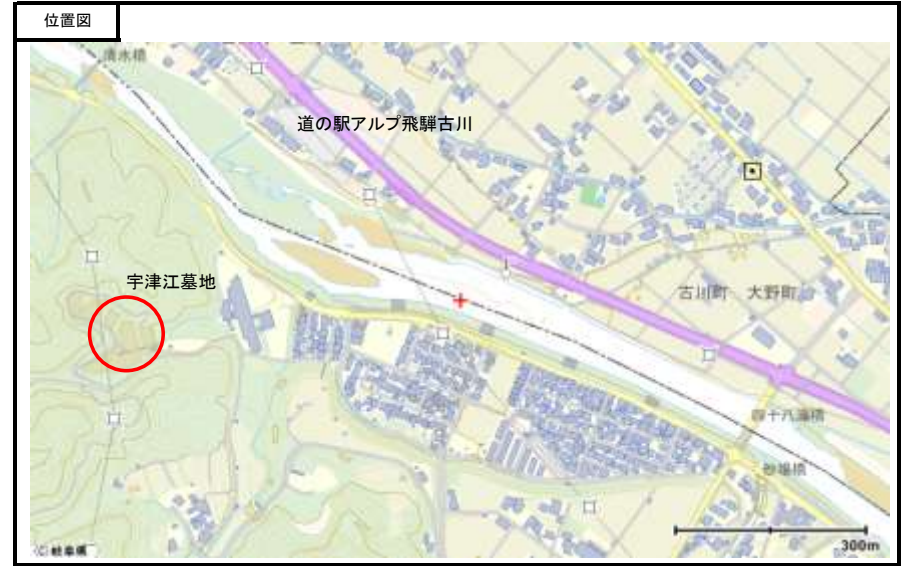 位置図
清水橋
道の駅アルプ飛騨古川
宇津江墓地
古川町 大野町
四十八滝橋
砂場橋
300m
(C)岐阜県